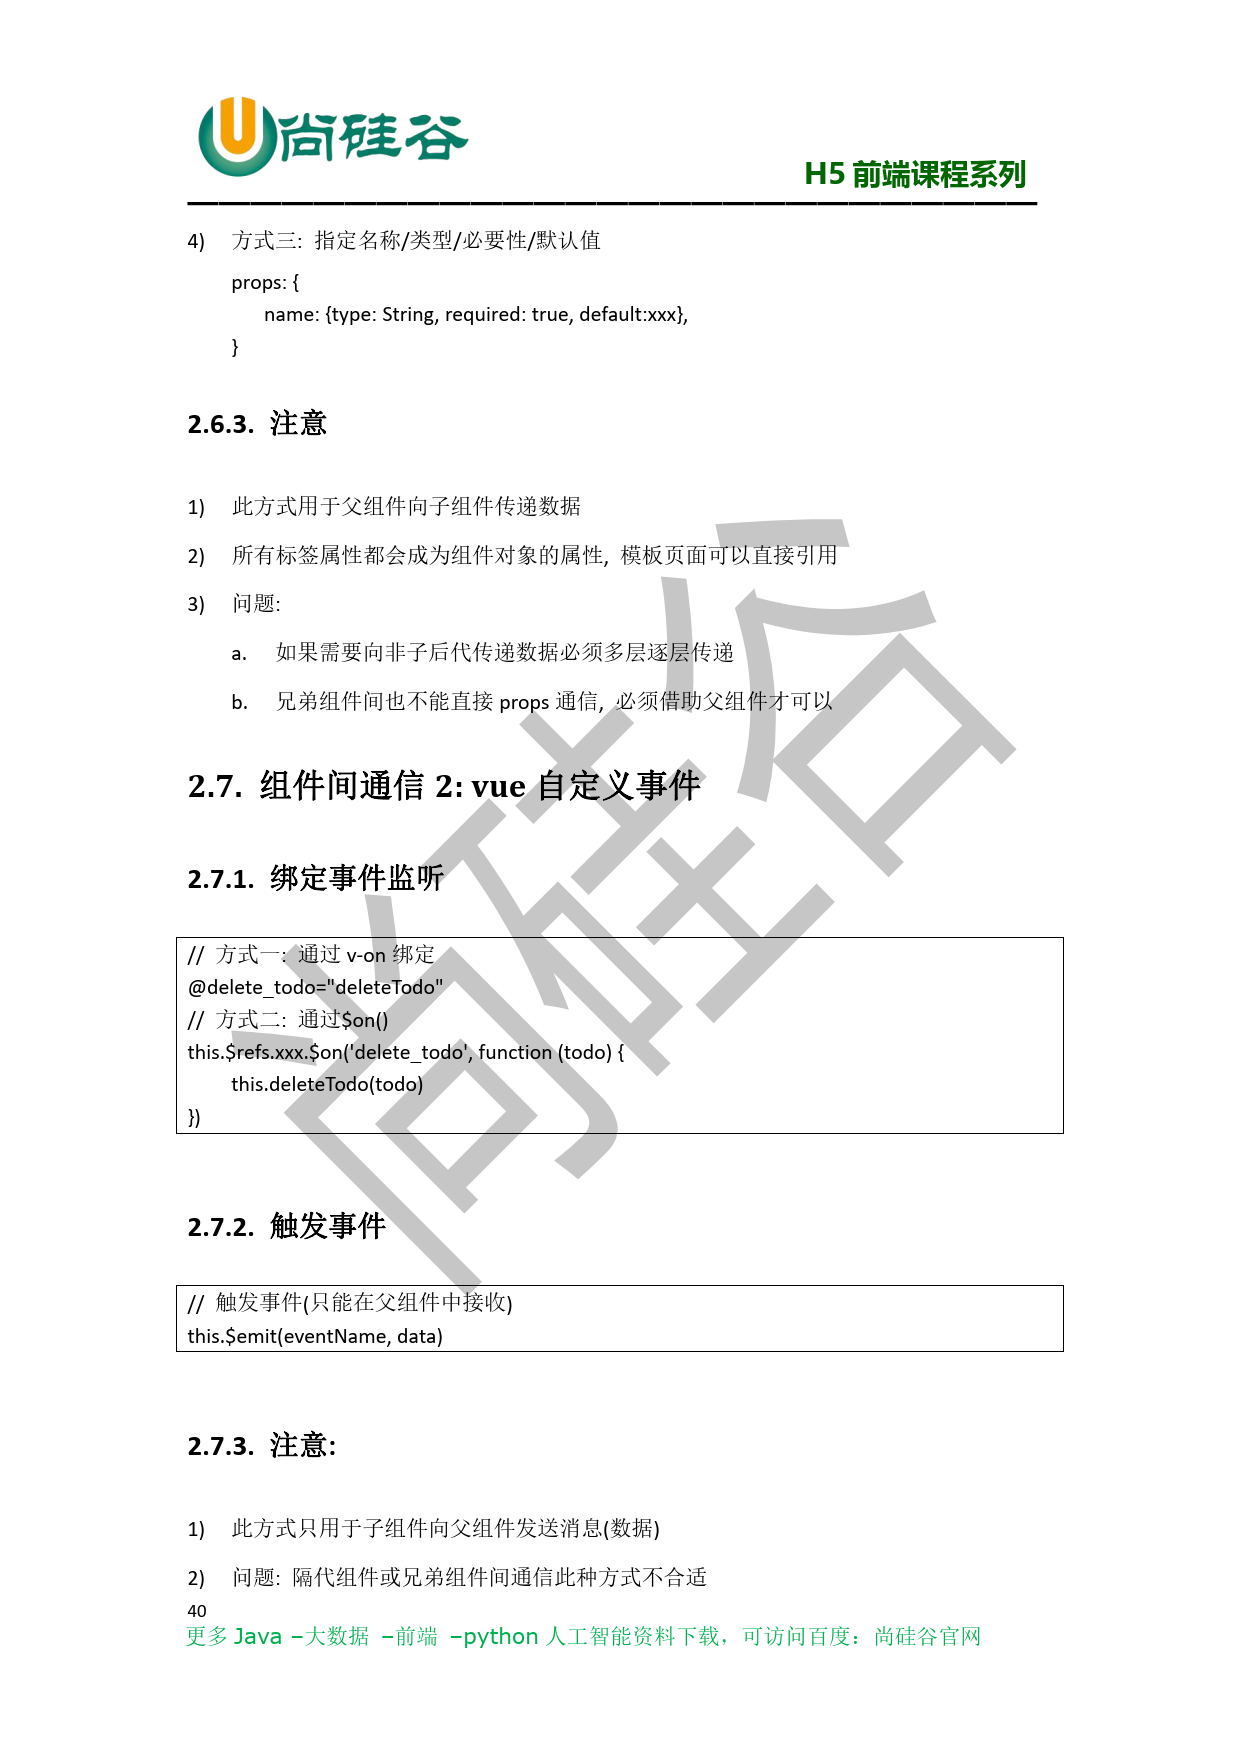 尚硅谷
H5 前端课程系列
4) 方式三: 指定名称/类型/必要性/默认值
props: {
name: {type: String, required: true, default:xxx},
}
2.6.3. 注意
1) 此方式用于父组件向子组件传递数据
2) 所有标签属性都会成为组件对象的属性, 模板页面可以直接引用
3) 问题:
a. 如果需要向非子后代传递数据必须多层逐层传递
b. 兄弟组件间也不能直接 props 通信, 必须借助父组件才可以
2.7. 组件间通信 2: vue 自定义事件
2.7.1. 绑定事件监听
// 方式一: 通过 v-on 绑定
@delete_todo="deleteTodo"
// 方式二: 通过$on()
this.$refs.xxx.$on('delete_todo', function (todo) {
this.deleteTodo(todo)
})
2.7.2. 触发事件
// 触发事件(只能在父组件中接收)
this.$emit(eventName, data)
2.7.3. 注意:
1) 此方式只用于子组件向父组件发送消息(数据)
2) 问题: 隔代组件或兄弟组件间通信此种方式不合适
40
更多 Java –大数据 –前端 –python 人工智能资料下载，可访问百度：尚硅谷官网
尚硅谷